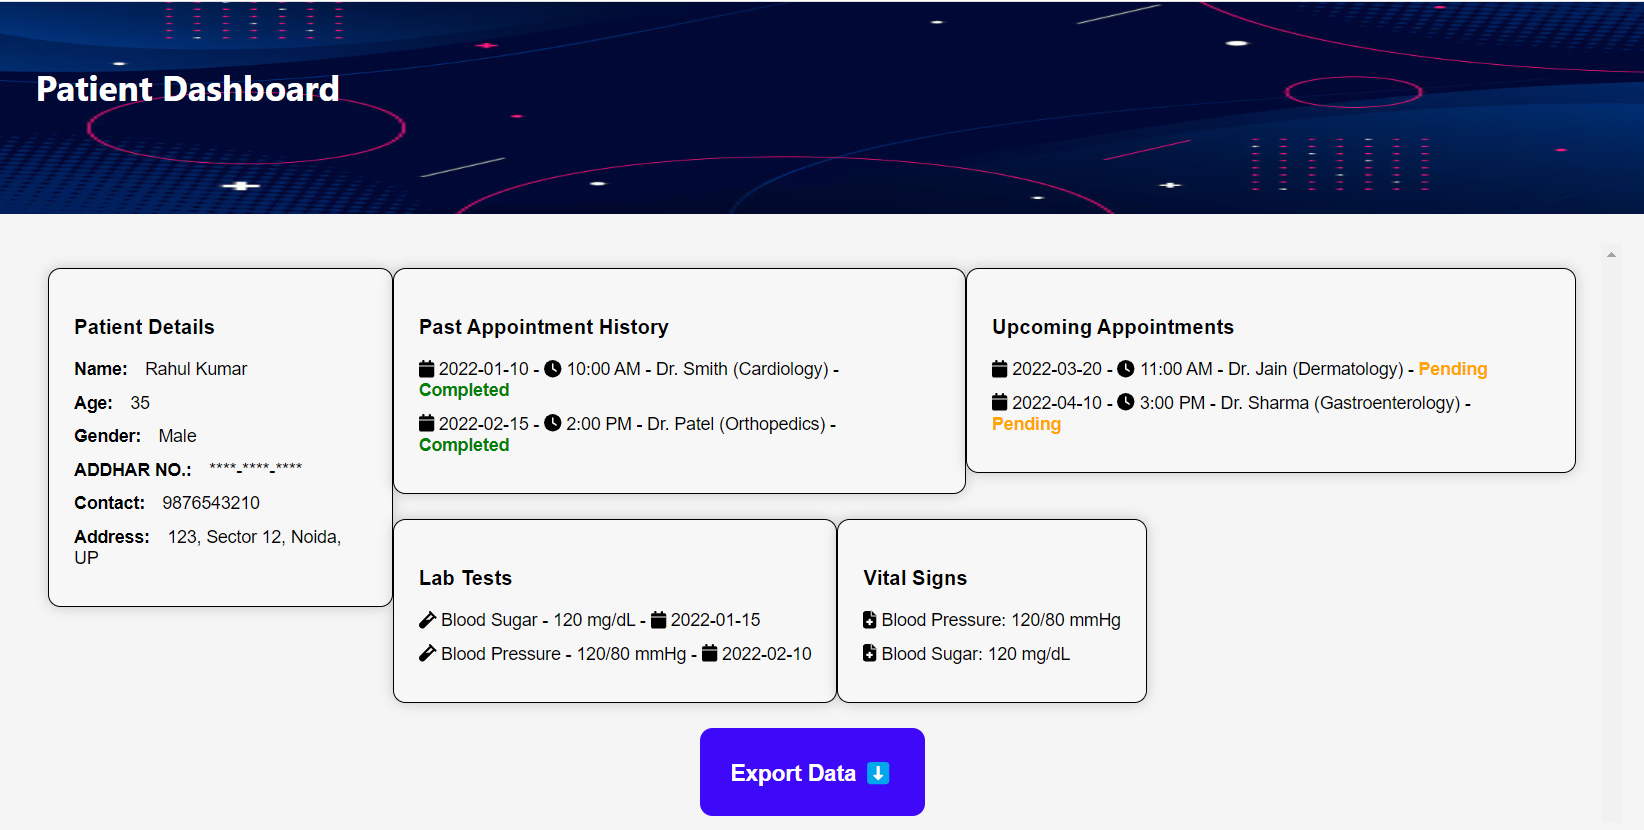 Patient Dashboard
Patient Details
Name: Rahul Kumar
Age: 35
Gender: Male
ADDHAR NO.: ****-****-****
Contact: 9876543210
Address: 123, Sector 12, Noida,
UP
Past Appointment History
2022-01-10 - 10:00 AM - Dr. Smith (Cardiology) -
Completed
2022-02-15 - 2:00 PM - Dr. Patel (Orthopedics) -
Completed
Upcoming Appointments
2022-03-20 - 11:00 AM - Dr. Jain (Dermatology) - Pending
2022-04-10 - 3:00 PM - Dr. Sharma (Gastroenterology) -
Pending
Lab Tests
Blood Sugar - 120 mg/dL - 2022-01-15
Blood Pressure - 120/80 mmHg - 2022-02-10
Vital Signs
Blood Pressure: 120/80 mmHg
Blood Sugar: 120 mg/dL
Export Data